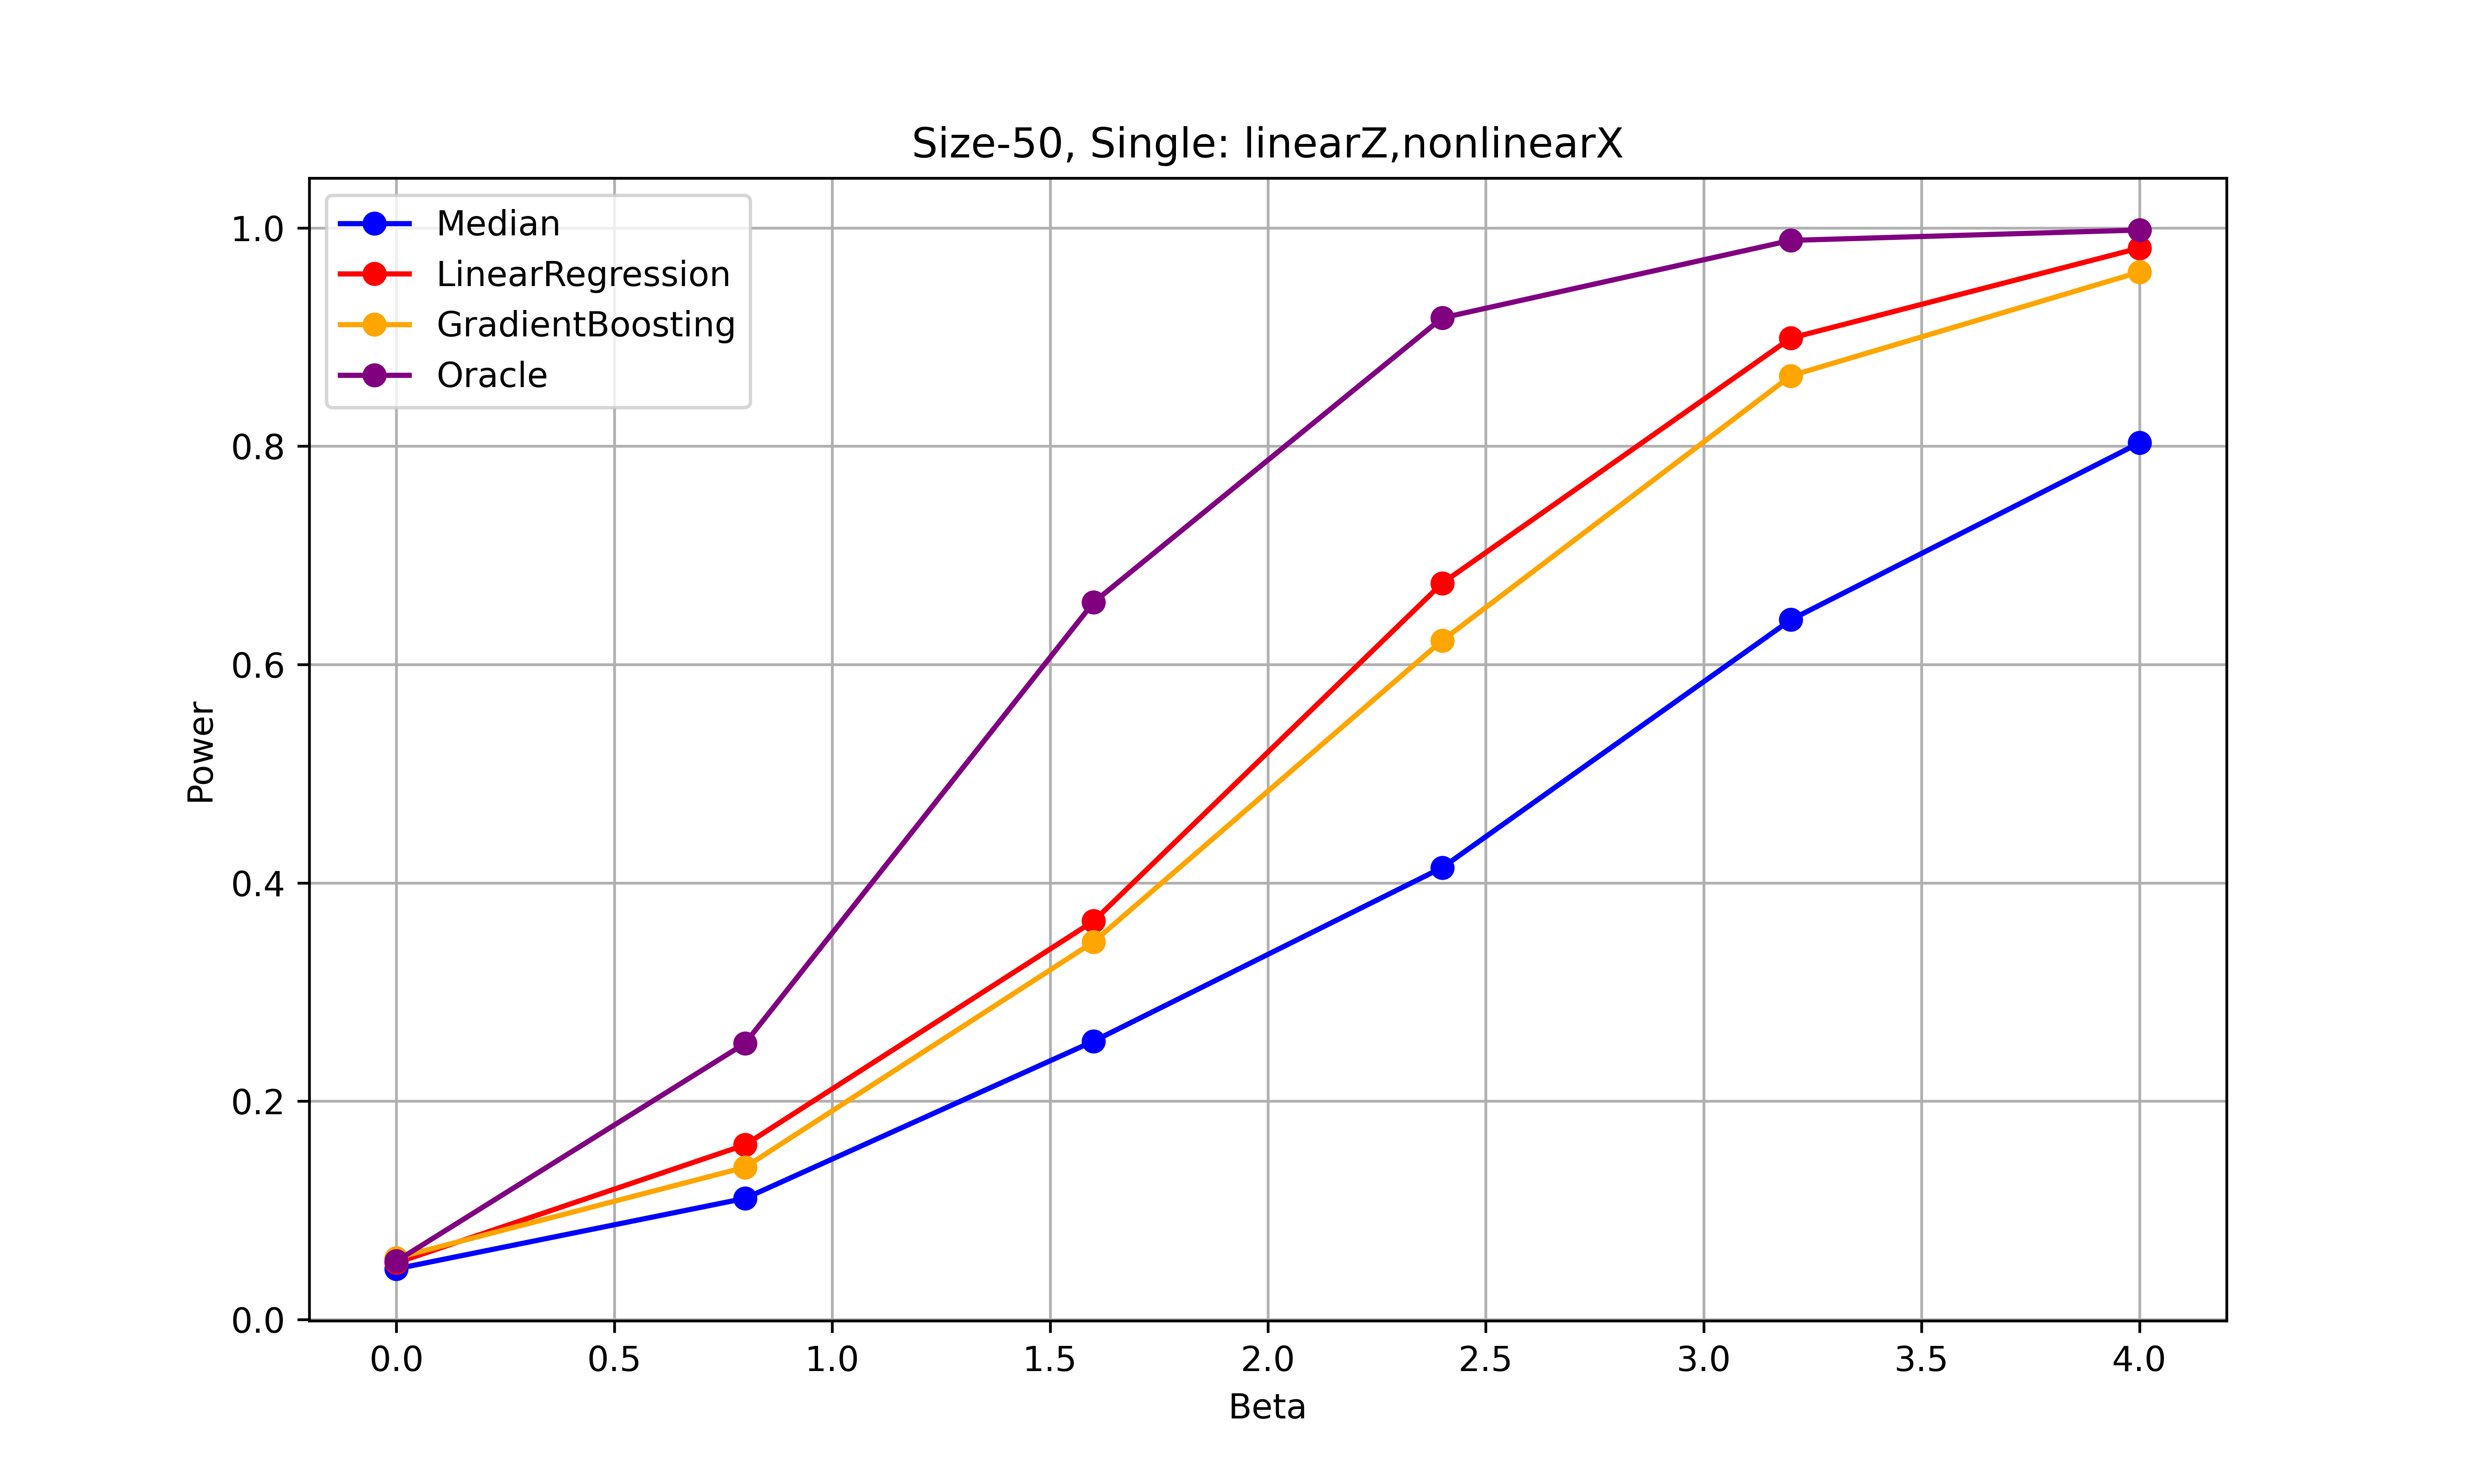 Size-50, Single: linearZ,nonlinearX
Median
LinearRegression
GradientBoosting
Oracle
1.0
0.8
0.6
0.4
0.2
0.0
Power
0.0 0.5 1.0 1.5 2.0 2.5 3.0 3.5 4.0
Beta